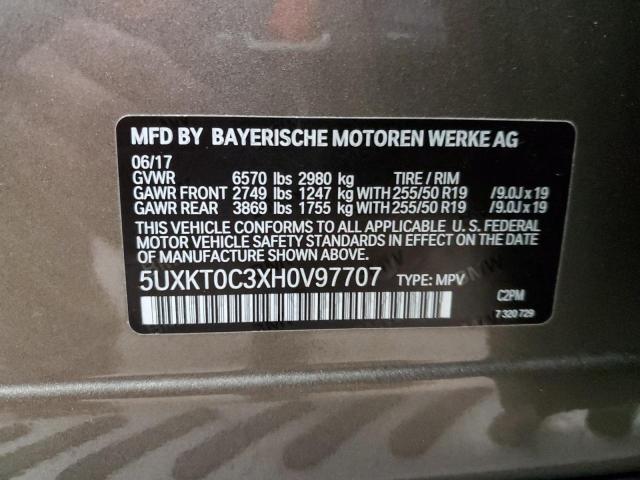 MFD BY BAYERISCHE MOTOREN WERKE AG
06/17
GVWR 6570 lbs 2980 kg TIRE / RIM
GAWR FRONT 2749 lbs 1247 kg WITH 255/50 R19 /9.0J x 19
GAWR REAR 3869 lbs 1755 kg WITH 255/50 R19 /9.0J x 19
THIS VEHICLE CONFORMS TO ALL APPLICABLE U. S. FEDERAL
MOTOR VEHICLE SAFETY STANDARDS IN EFFECT ON THE
DATE OF MANUFACTURE SHOWN ABOVE.
5UXKT0C3XH0V97707 TYPE: MPV
C2PM
7 320 729